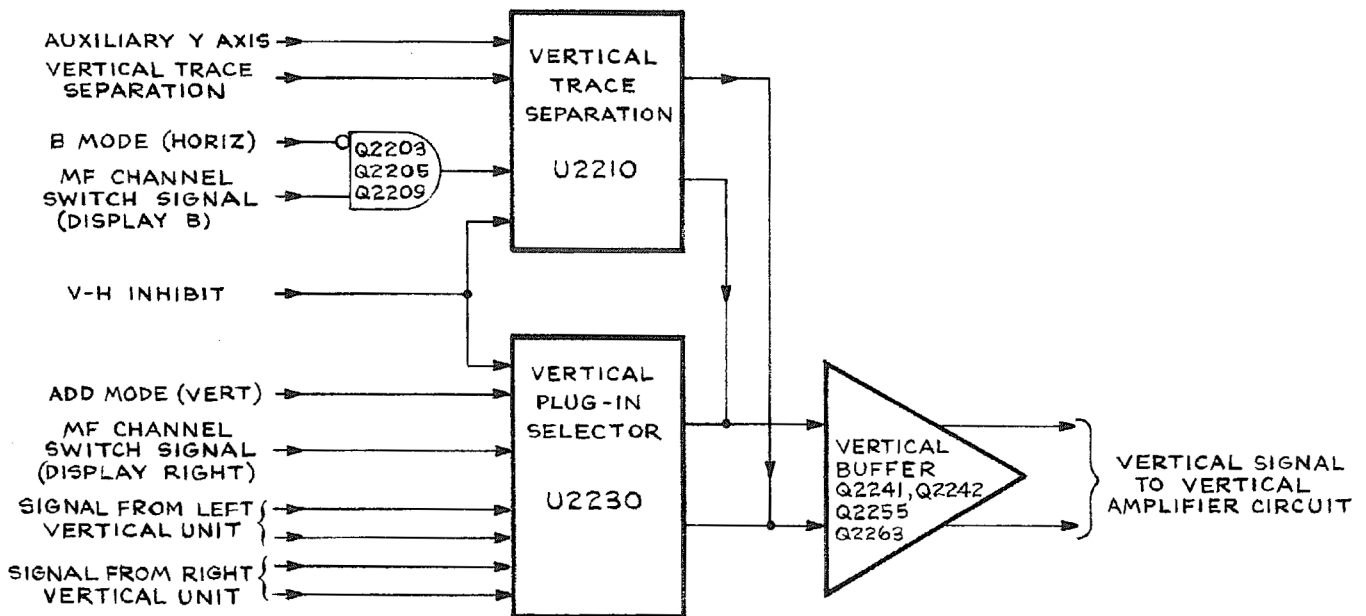 AUXILIARY Y AXIS
VERTICAL TRACE
SEPARATION
B MODE (HORIZ)
MF CHANNEL
SWITCH SIGNAL
(DISPLAY B)
Q2203
Q2205
Q2209
VERTICAL
TRACE
SEPARATION
U2210
V-H INHIBIT
ADD MODE (VERT)
MF CHANNEL
SWITCH SIGNAL
(DISPLAY RIGHT)
SIGNAL FROM LEFT
VERTICAL UNIT
SIGNAL FROM RIGHT
VERTICAL UNIT
VERTICAL
PLUG-IN
SELECTOR
U2230
VERTICAL
BUFFER
Q2241, Q2242
Q2255
Q2263
VERTICAL SIGNAL
TO VERTICAL
AMPLIFIER CIRCUIT